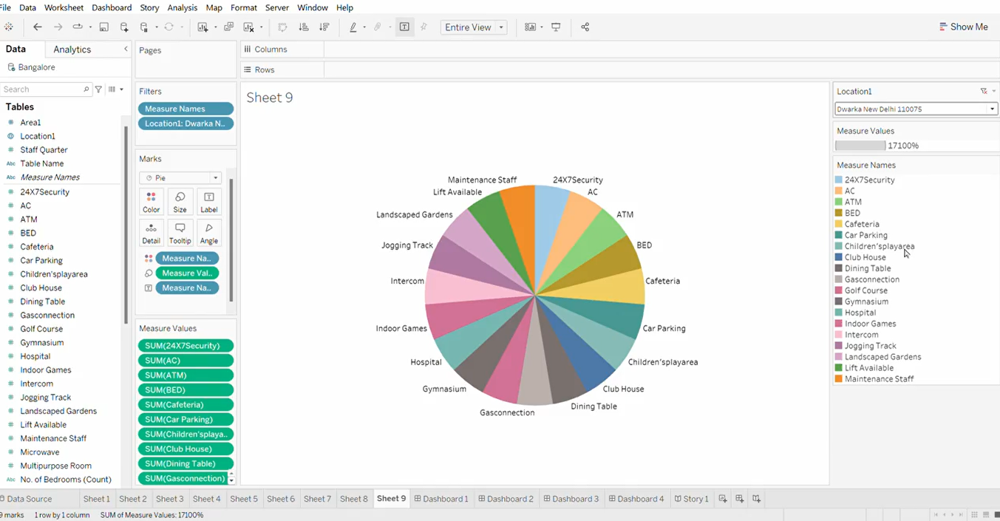 File Data Worksheet Dashboard Story Analysis Map Format Server Window Help
Entire View
Show Me
Data Analytics
Bangalore
Search
Tables
Area1
Location1
Staff Quarter
Abc Table Name
Abc Measure Names
24X7Security
AC
ATM
BED
Cafeteria
Car Parking
Children'splayarea
Club House
Dining Table
Gasconnection
Golf Course
Gymnasium
Hospital
Indoor Games
Intercom
Jogging Track
Landscaped Gardens
Lift Available
Maintenance Staff
Microwave
Multipurpose Room
Abc No. of Bedrooms (Count)
Pages
Filters
Measure Names
Location1: Dwarka N..
Marks
Pie
Color Size Label
Detail Tooltip Angle
Measure Na..
Measure Val..
Measure Na..
Measure Values
SUM(24X7Security)
SUM(AC)
SUM(ATM)
SUM(BED)
SUM(Cafeteria)
SUM(Car Parking)
SUM(Children'splaya..
SUM(Club House)
SUM(Dining Table)
SUM(Gasconnection)
Columns
Rows
Sheet 9
Maintenance Staff 24X7Security
Lift Available AC
Landscaped Gardens ATM
Jogging Track BED
Intercom Cafeteria
Indoor Games Car Parking
Hospital Children'splayarea
Gymnasium Club House
Gasconnection Dining Table
Location1
Dwarka New Delhi 110075
Measure Values
17100%
Measure Names
24X7Security
AC
ATM
BED
Cafeteria
Car Parking
Children'splayarea
Club House
Dining Table
Gasconnection
Golf Course
Gymnasium
Hospital
Indoor Games
Intercom
Jogging Track
Landscaped Gardens
Lift Available
Maintenance Staff
Data Source Sheet 1 Sheet 2 Sheet 3 Sheet 4 Sheet 5 Sheet 6 Sheet 7 Sheet 8 Sheet 9 Dashboard 1 Dashboard 2 Dashboard 3 Dashboard 4 Story 1
9 marks 1 row by 1 column SUM of Measure Values: 17100%